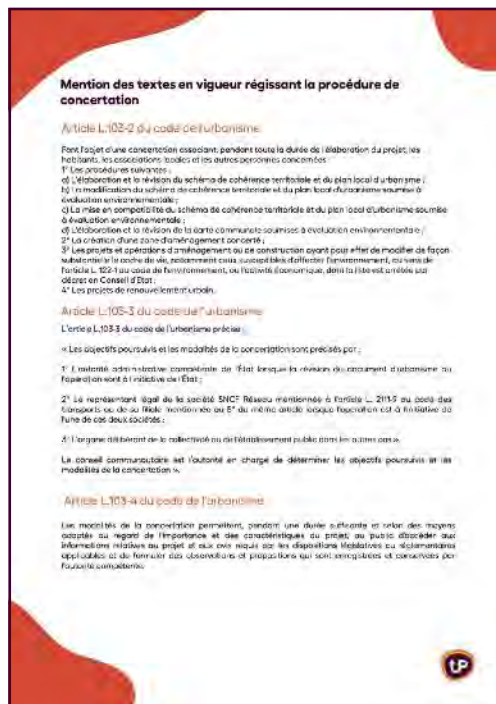 Mention des textes en vigueur régissant la procédure de
concertation
Article L.103-2 du code de l'urbanisme
Font l'objet d'une concertation associant, pendant toute la durée de l'élaboration du projet, les
habitants, les associations locales et les autres personnes concernées :
1° Les procédures suivantes :
a) L'élaboration et la révision du schéma de cohérence territoriale et du plan local d'urbanisme ;
b) La modification du schéma de cohérence territoriale et du plan local d'urbanisme soumise à
évaluation environnementale ;
c) La mise en compatibilité du schéma de cohérence territoriale et du plan local d'urbanisme soumise
à évaluation environnementale ;
d) L'élaboration et la révision de la carte communale soumises à évaluation environnementale ;
2° La création d'une zone d'aménagement concerté ;
3° Les projets et opérations d'aménagement ou de construction ayant pour effet de modifier de façon
substantielle le cadre de vie, notamment ceux susceptibles d'affecter l'environnement, au sens de
l'article L. 122-1 du code de l'environnement, ou l'activité économique, dont la liste est arrêtée par
décret en Conseil d'Etat ;
4° Les projets de renouvellement urbain.
Article L.103-3 du code de l'urbanisme
L'article L.103-3 du code de l'urbanisme précise :
« Les objectifs poursuivis et les modalités de la concertation sont précisés par :
1° L'autorité administrative compétente de l'État lorsque la révision du document d'urbanisme ou
l'opération sont à l'initiative de l'État ;
2° Le représentant légal de la société SNCF Réseau mentionnée à l'article L. 2111-9 du code des
transports ou de sa filiale mentionnée au 5° du même article lorsque l'opération est à l'initiative de
l'une de ces deux sociétés ;
3° L'organe délibérant de la collectivité ou de l'établissement public dans les autres cas ».
Le conseil communautaire est l'autorité en charge de déterminer les objectifs poursuivis et les
modalités de la concertation ».
Article L.103-4 du code de l'urbanisme
Les modalités de la concertation permettent, pendant une durée suffisante et selon des moyens
adaptés au regard de l'importance et des caractéristiques du projet, au public d'accéder aux
informations relatives au projet et aux avis requis par les dispositions législatives ou réglementaires
applicables et de formuler des observations et propositions qui sont enregistrées et conservées par
l'autorité compétente.
tP